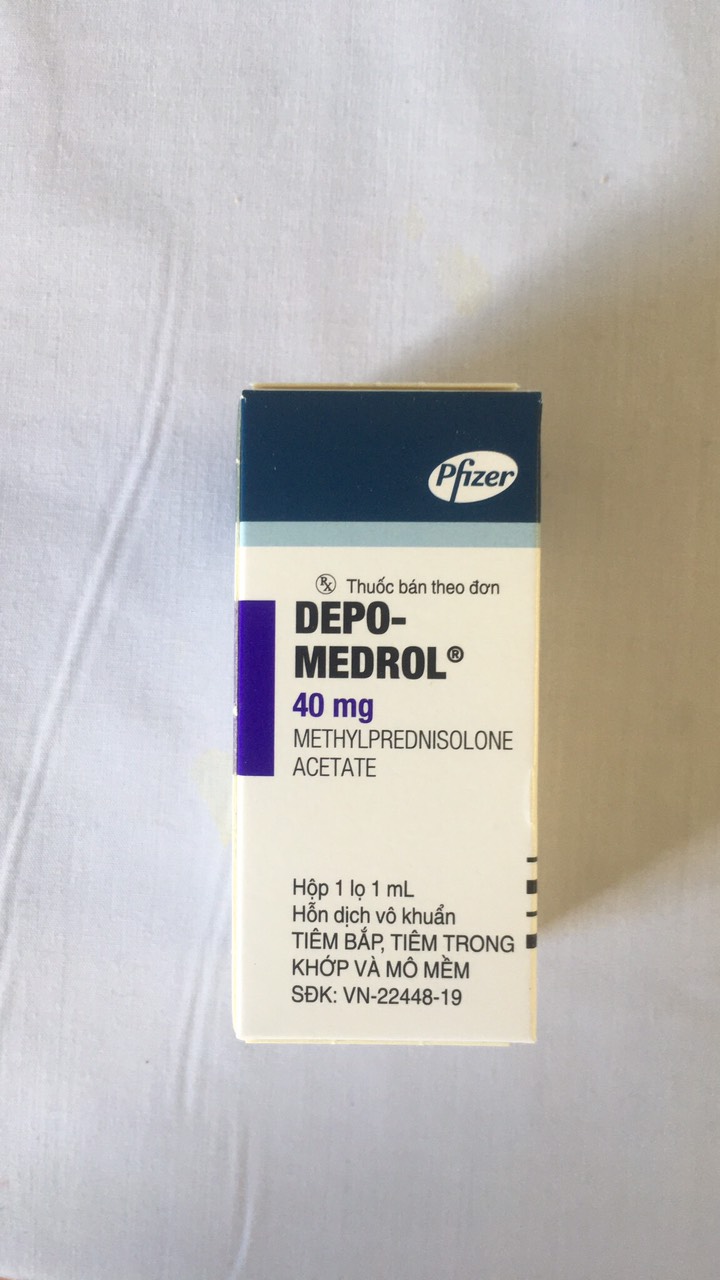 Pfizer
Rx Thuốc bán theo đơn
DEPO-
MEDROL®
40 mg
METHYLPREDNISOLONE
ACETATE
Hộp 1 lọ 1 mL
Hỗn dịch vô khuẩn
TIÊM BẮP, TIÊM TRONG
KHỚP VÀ MÔ MỀM
SĐK: VN-22448-19